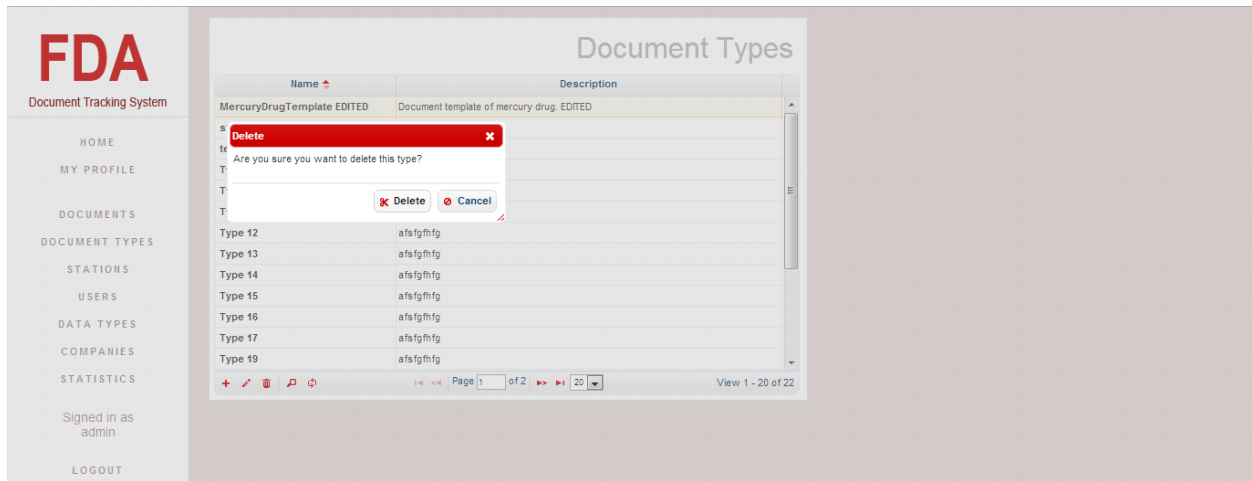 FDA
Document Tracking System
HOME
MY PROFILE
DOCUMENTS
DOCUMENT TYPES
STATIONS
USERS
DATA TYPES
COMPANIES
STATISTICS
Signed in as
admin
LOGOUT
Document Types
Name Description
MercuryDrugTemplate EDITED Document template of mercury drug. EDITED
Delete
Are you sure you want to delete this type?
Delete Cancel
Type 12 afsfgfhfg
Type 13 afsfgfhfg
Type 14 afsfgfhfg
Type 15 afsfgfhfg
Type 16 afsfgfhfg
Type 17 afsfgfhfg
Type 19 afsfgfhfg
Page 1 of 2 20 View 1 - 20 of 22